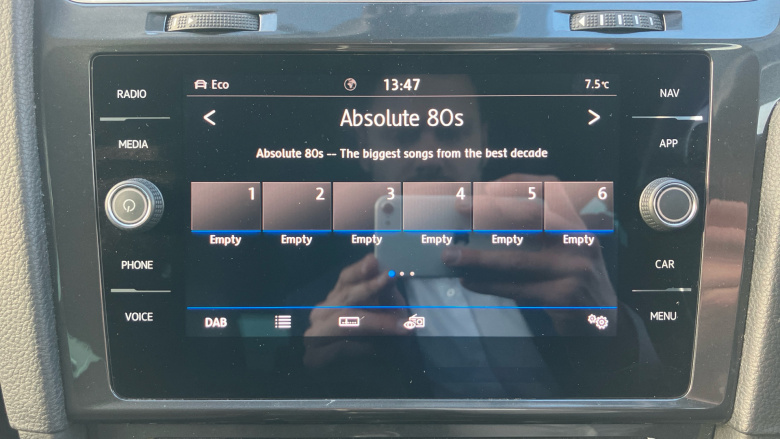 RADIO
MEDIA
PHONE
VOICE
Eco 13:47 7.5°C
< Absolute 80s >
Absolute 80s -- The biggest songs from the best decade
1 2 3 4 5 6
Empty Empty Empty Empty Empty Empty
DAB
NAV
APP
CAR
MENU